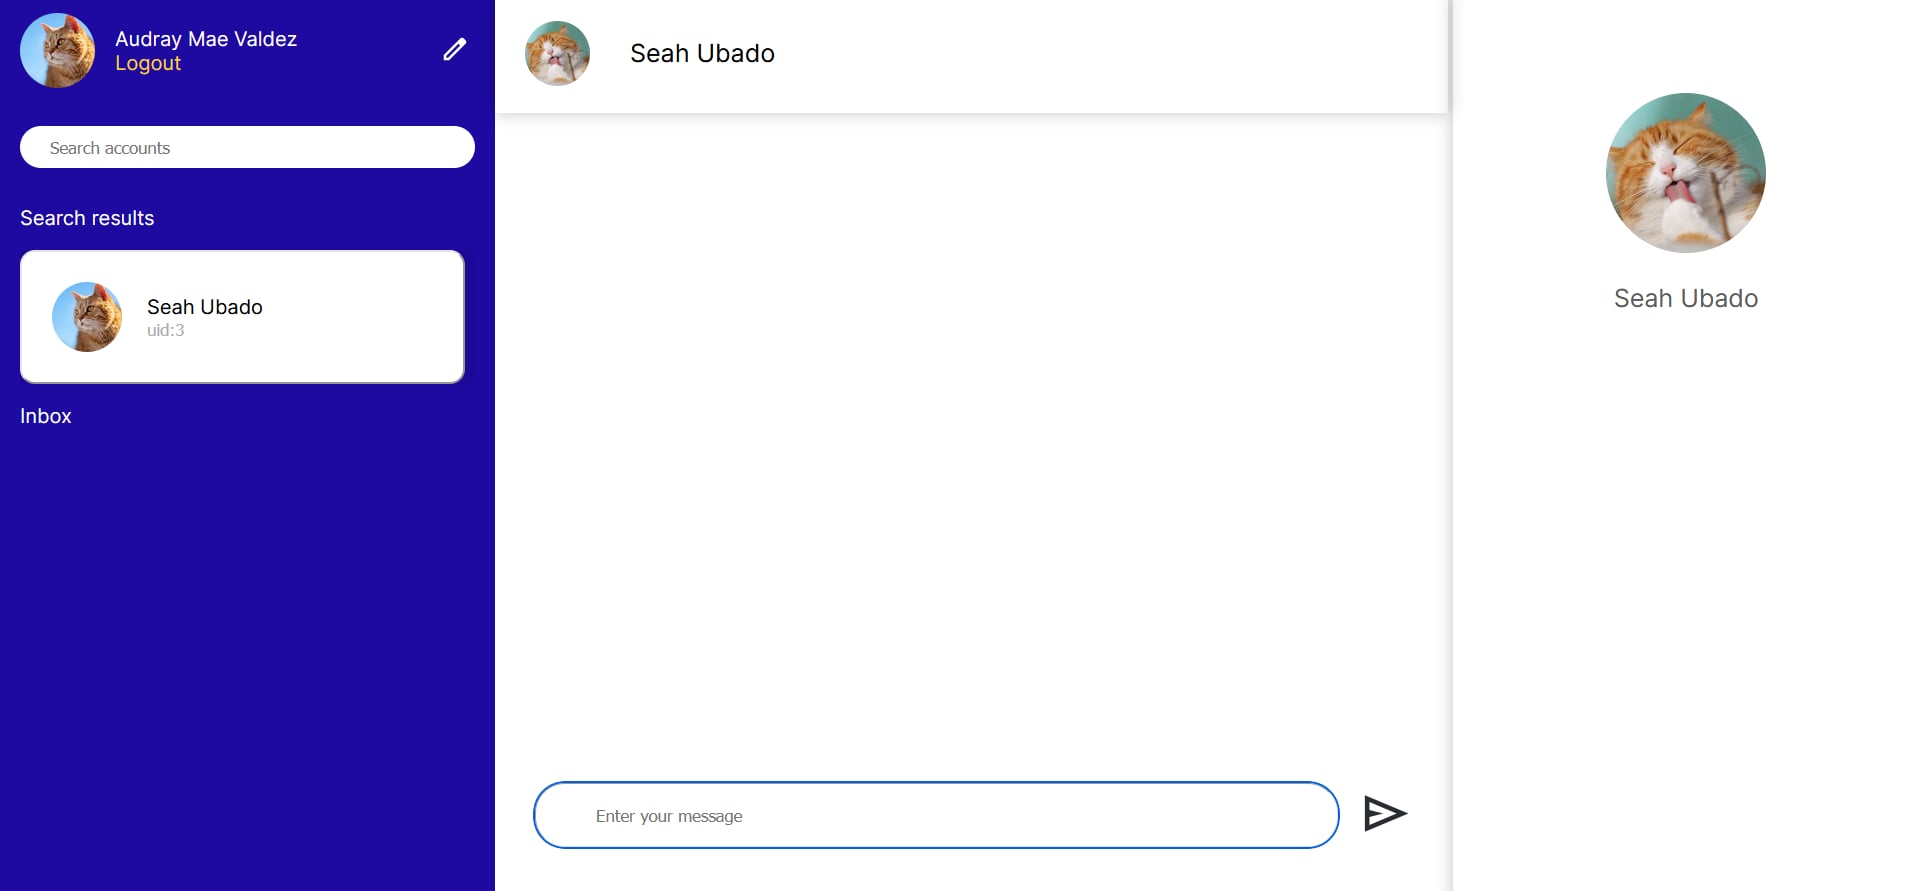 Audray Mae Valdez
Logout
Search accounts
Search results
Seah Ubado
uid:3
Inbox
Seah Ubado
Enter your message
Seah Ubado